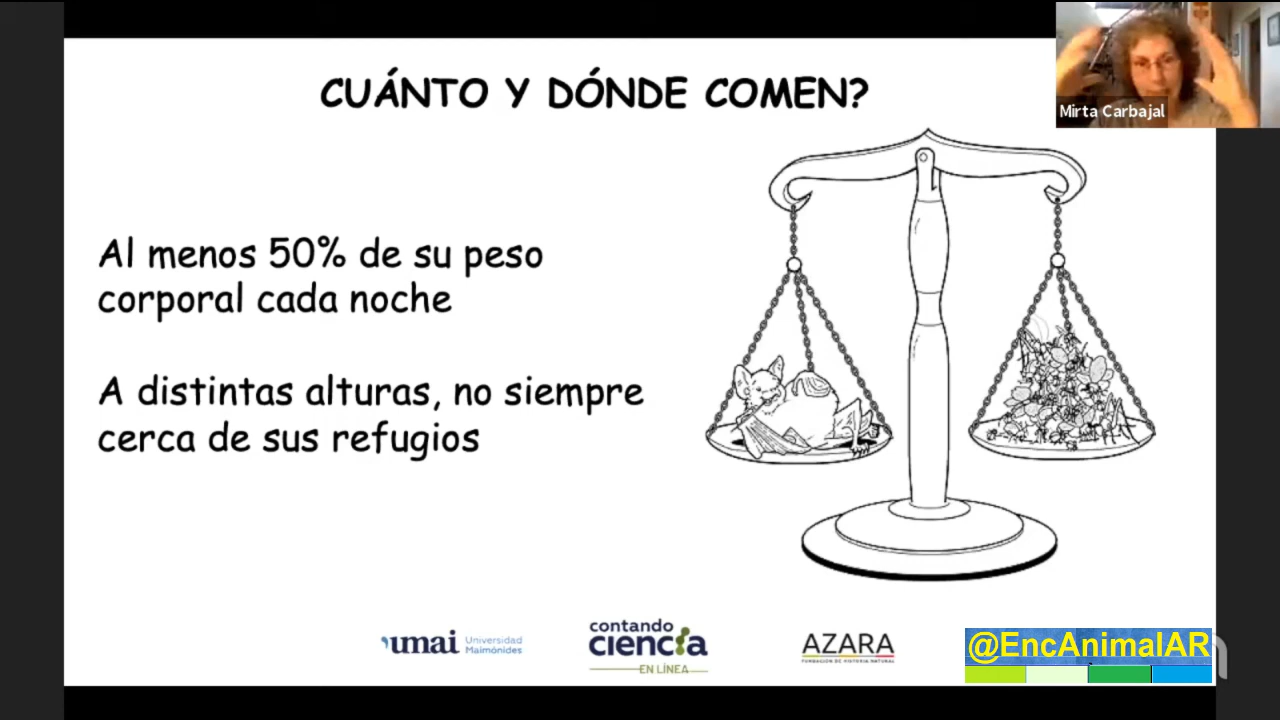 CUÁNTO Y DÓNDE COMEN?
Mirta Carbajal
Al menos 50% de su peso
corporal cada noche
A distintas alturas, no siempre
cerca de sus refugios
umai Universidad
Maimónides
contando
ciencia
EN LÍNEA
AZARA
FUNDACIÓN DE HISTORIA NATURAL
@EncAnimalAR